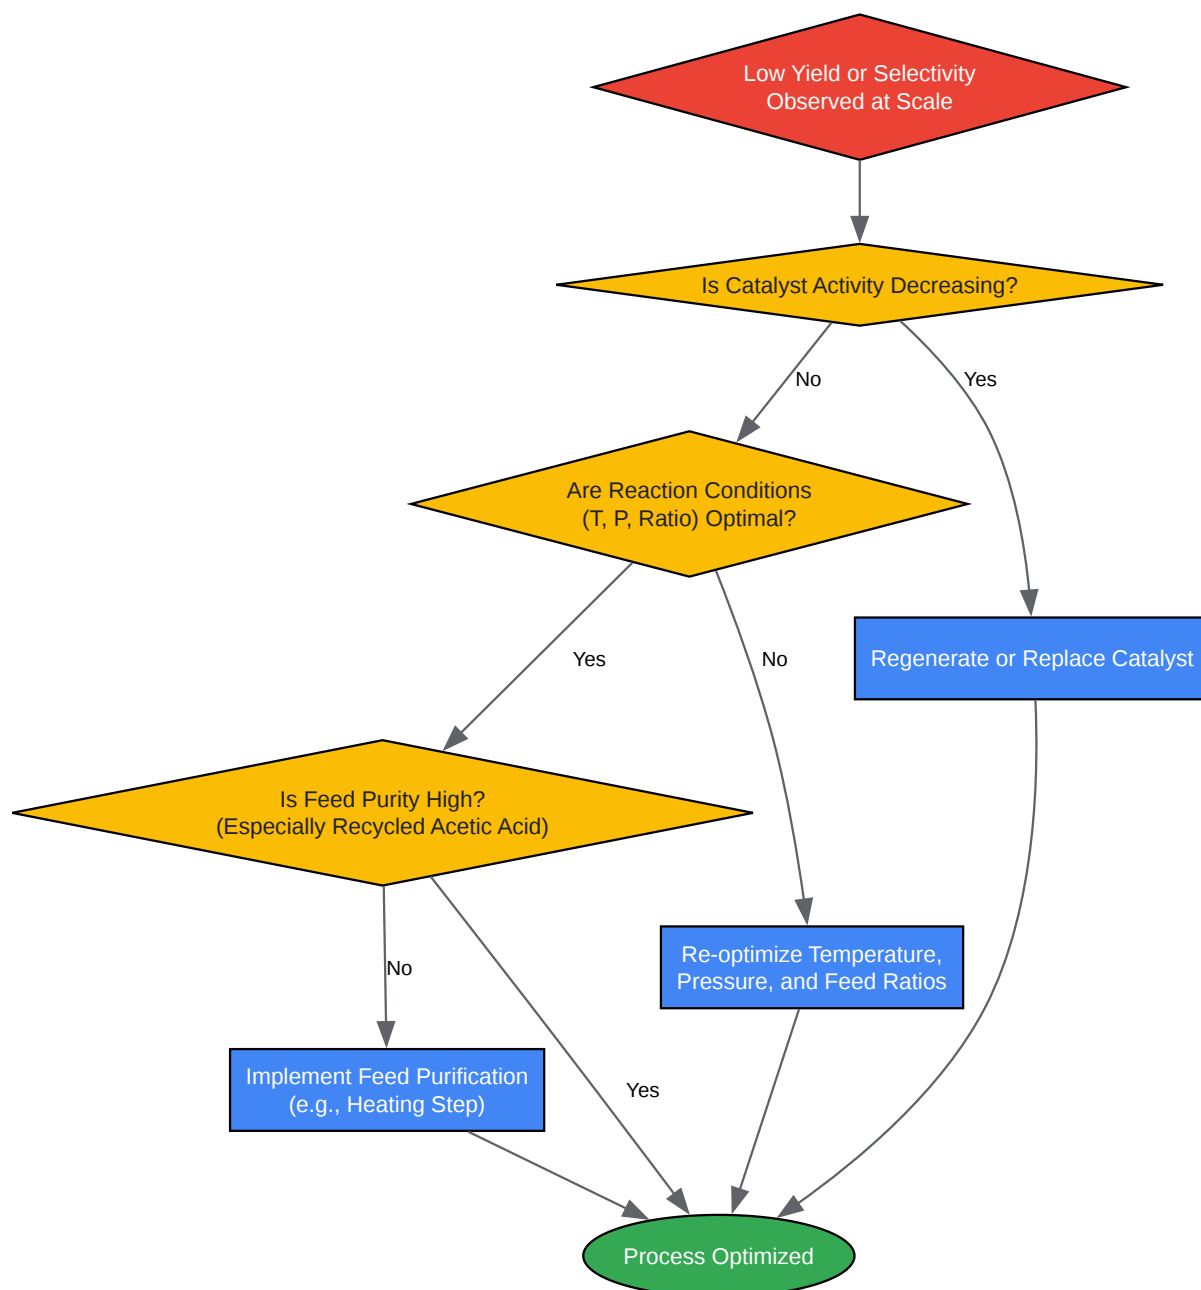 Low Yield or Selectivity
Observed at Scale
Is Catalyst Activity Decreasing?
No
Yes
Are Reaction Conditions
(T, P, Ratio) Optimal?
Yes
No
Regenerate or Replace Catalyst
Is Feed Purity High?
(Especially Recycled Acetic Acid)
No
Re-optimize Temperature,
Pressure, and Feed Ratios
Implement Feed Purification
(e.g., Heating Step)
Yes
Process Optimized